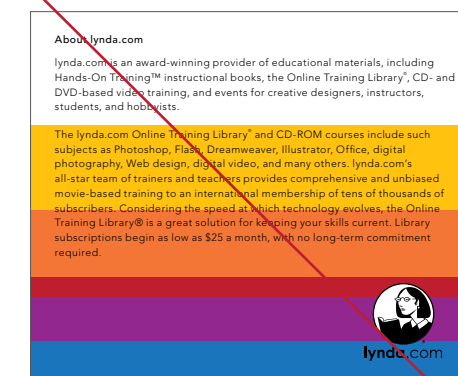 About lynda.com
lynda.com is an award-winning provider of educational materials, including
Hands-On Training™ instructional books, the Online Training Library®, CD- and
DVD-based video training, and events for creative designers, instructors,
students, and hobbyists.
The lynda.com Online Training Library® and CD-ROM courses include such
subjects as Photoshop, Flash, Dreamweaver, Illustrator, Office, digital
photography, Web design, digital video, and many others. lynda.com’s
all-star team of trainers and teachers provides comprehensive and unbiased
movie-based training to an international membership of tens of thousands of
subscribers. Considering the speed at which technology evolves, the Online
Training Library® is a great solution for keeping your skills current. Library
subscriptions begin as low as $25 a month, with no long-term commitment
required.
lynda.com